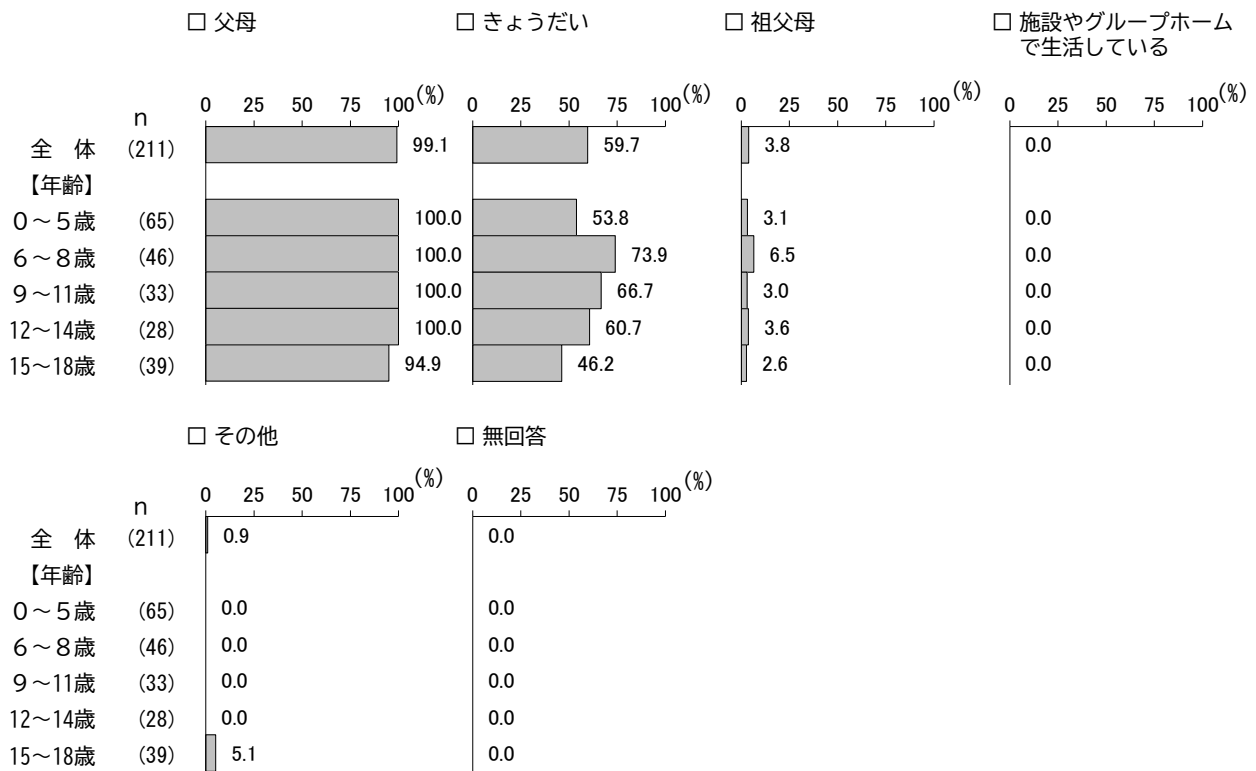 □ 父母 □ きょうだい □ 祖父母 □ 施設やグループホーム
で生活している
n 0 25 50 75 100 (%) 0 25 50 75 100 (%) 0 25 50 75 100 (%) 0 25 50 75 100 (%)
全 体 (211) 99.1 59.7 3.8 0.0
【年齢】
０～５歳 (65) 100.0 53.8 3.1 0.0
６～８歳 (46) 100.0 73.9 6.5 0.0
９～11歳 (33) 100.0 66.7 3.0 0.0
12～14歳 (28) 100.0 60.7 3.6 0.0
15～18歳 (39) 94.9 46.2 2.6 0.0
□ その他 □ 無回答
n 0 25 50 75 100 (%) 0 25 50 75 100 (%)
全 体 (211) 0.9 0.0
【年齢】
０～５歳 (65) 0.0 0.0
６～８歳 (46) 0.0 0.0
９～11歳 (33) 0.0 0.0
12～14歳 (28) 0.0 0.0
15～18歳 (39) 5.1 0.0